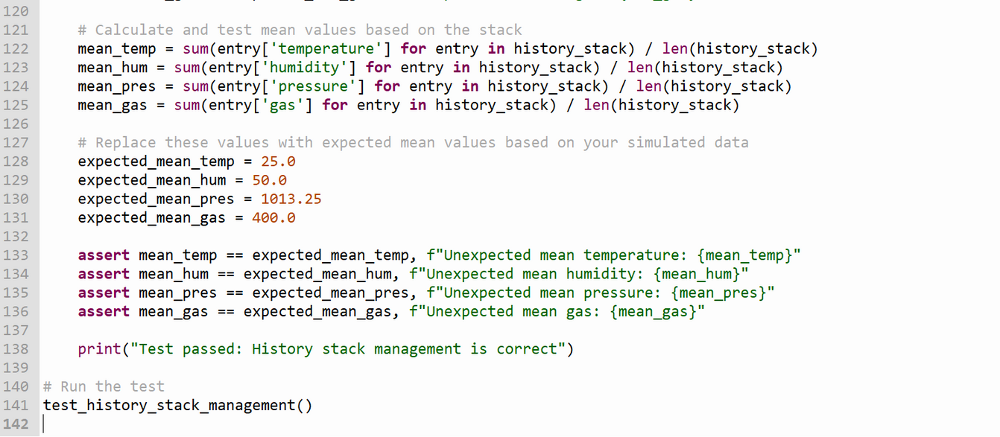 120
121 # Calculate and test mean values based on the stack
122 mean_temp = sum(entry['temperature'] for entry in history_stack) / len(history_stack)
123 mean_hum = sum(entry['humidity'] for entry in history_stack) / len(history_stack)
124 mean_pres = sum(entry['pressure'] for entry in history_stack) / len(history_stack)
125 mean_gas = sum(entry['gas'] for entry in history_stack) / len(history_stack)
126
127 # Replace these values with expected mean values based on your simulated data
128 expected_mean_temp = 25.0
129 expected_mean_hum = 50.0
130 expected_mean_pres = 1013.25
131 expected_mean_gas = 400.0
132
133 assert mean_temp == expected_mean_temp, f"Unexpected mean temperature: {mean_temp}"
134 assert mean_hum == expected_mean_hum, f"Unexpected mean humidity: {mean_hum}"
135 assert mean_pres == expected_mean_pres, f"Unexpected mean pressure: {mean_pres}"
136 assert mean_gas == expected_mean_gas, f"Unexpected mean gas: {mean_gas}"
137
138 print("Test passed: History stack management is correct")
139
140 # Run the test
141 test_history_stack_management()
142